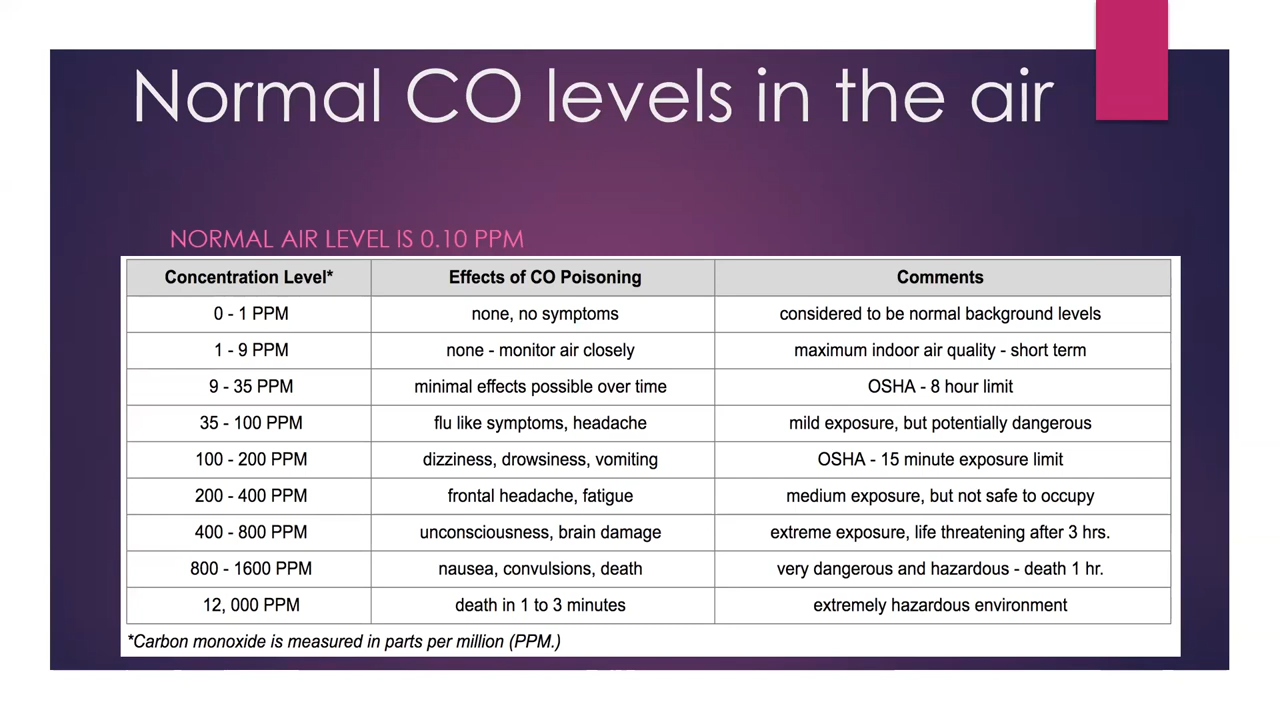 Normal CO levels in the air
NORMAL AIR LEVEL IS 0.10 PPM
Concentration Level* Effects of CO Poisoning Comments
0 - 1 PPM none, no symptoms considered to be normal background levels
1 - 9 PPM none - monitor air closely maximum indoor air quality - short term
9 - 35 PPM minimal effects possible over time OSHA - 8 hour limit
35 - 100 PPM flu like symptoms, headache mild exposure, but potentially dangerous
100 - 200 PPM dizziness, drowsiness, vomiting OSHA - 15 minute exposure limit
200 - 400 PPM frontal headache, fatigue medium exposure, but not safe to occupy
400 - 800 PPM unconsciousness, brain damage extreme exposure, life threatening after 3 hrs.
800 - 1600 PPM nausea, convulsions, death very dangerous and hazardous - death 1 hr.
12, 000 PPM death in 1 to 3 minutes extremely hazardous environment
*Carbon monoxide is measured in parts per million (PPM.)